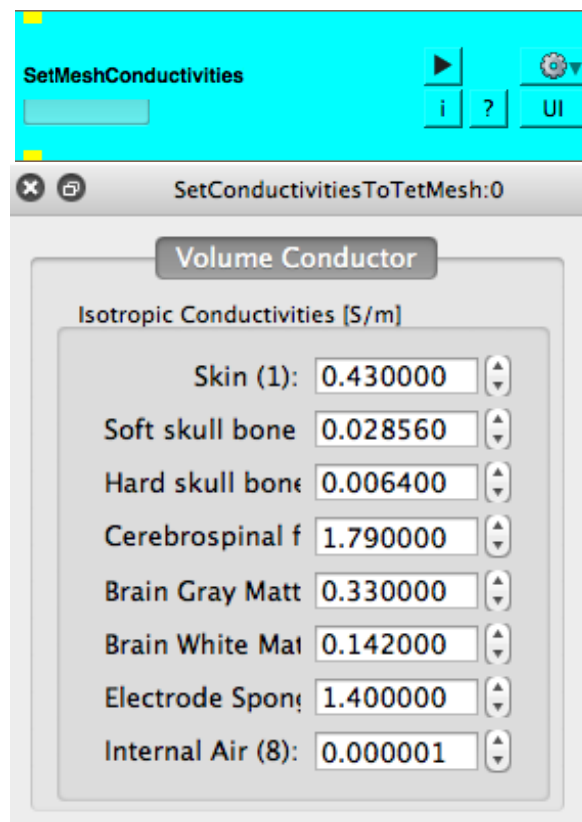 SetMeshConductivities
i ? UI
SetConductivitiesToTetMesh:0
Volume Conductor
Isotropic Conductivities [S/m]
Skin (1): 0.430000
Soft skull bone 0.028560
Hard skull bone 0.006400
Cerebrospinal f 1.790000
Brain Gray Matt 0.330000
Brain White Mat 0.142000
Electrode Spong 1.400000
Internal Air (8): 0.000001